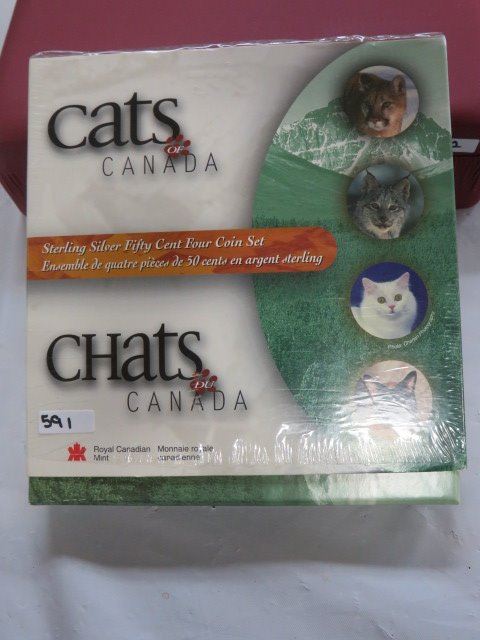 Cats
OF
CANADA
Sterling Silver Fifty Cent Four Coin Set
Ensemble de quatre pièces de 50 cents en argent sterling
CHats
DU
CANADA
591
Royal Canadian Mint
Monnaie royale canadienne